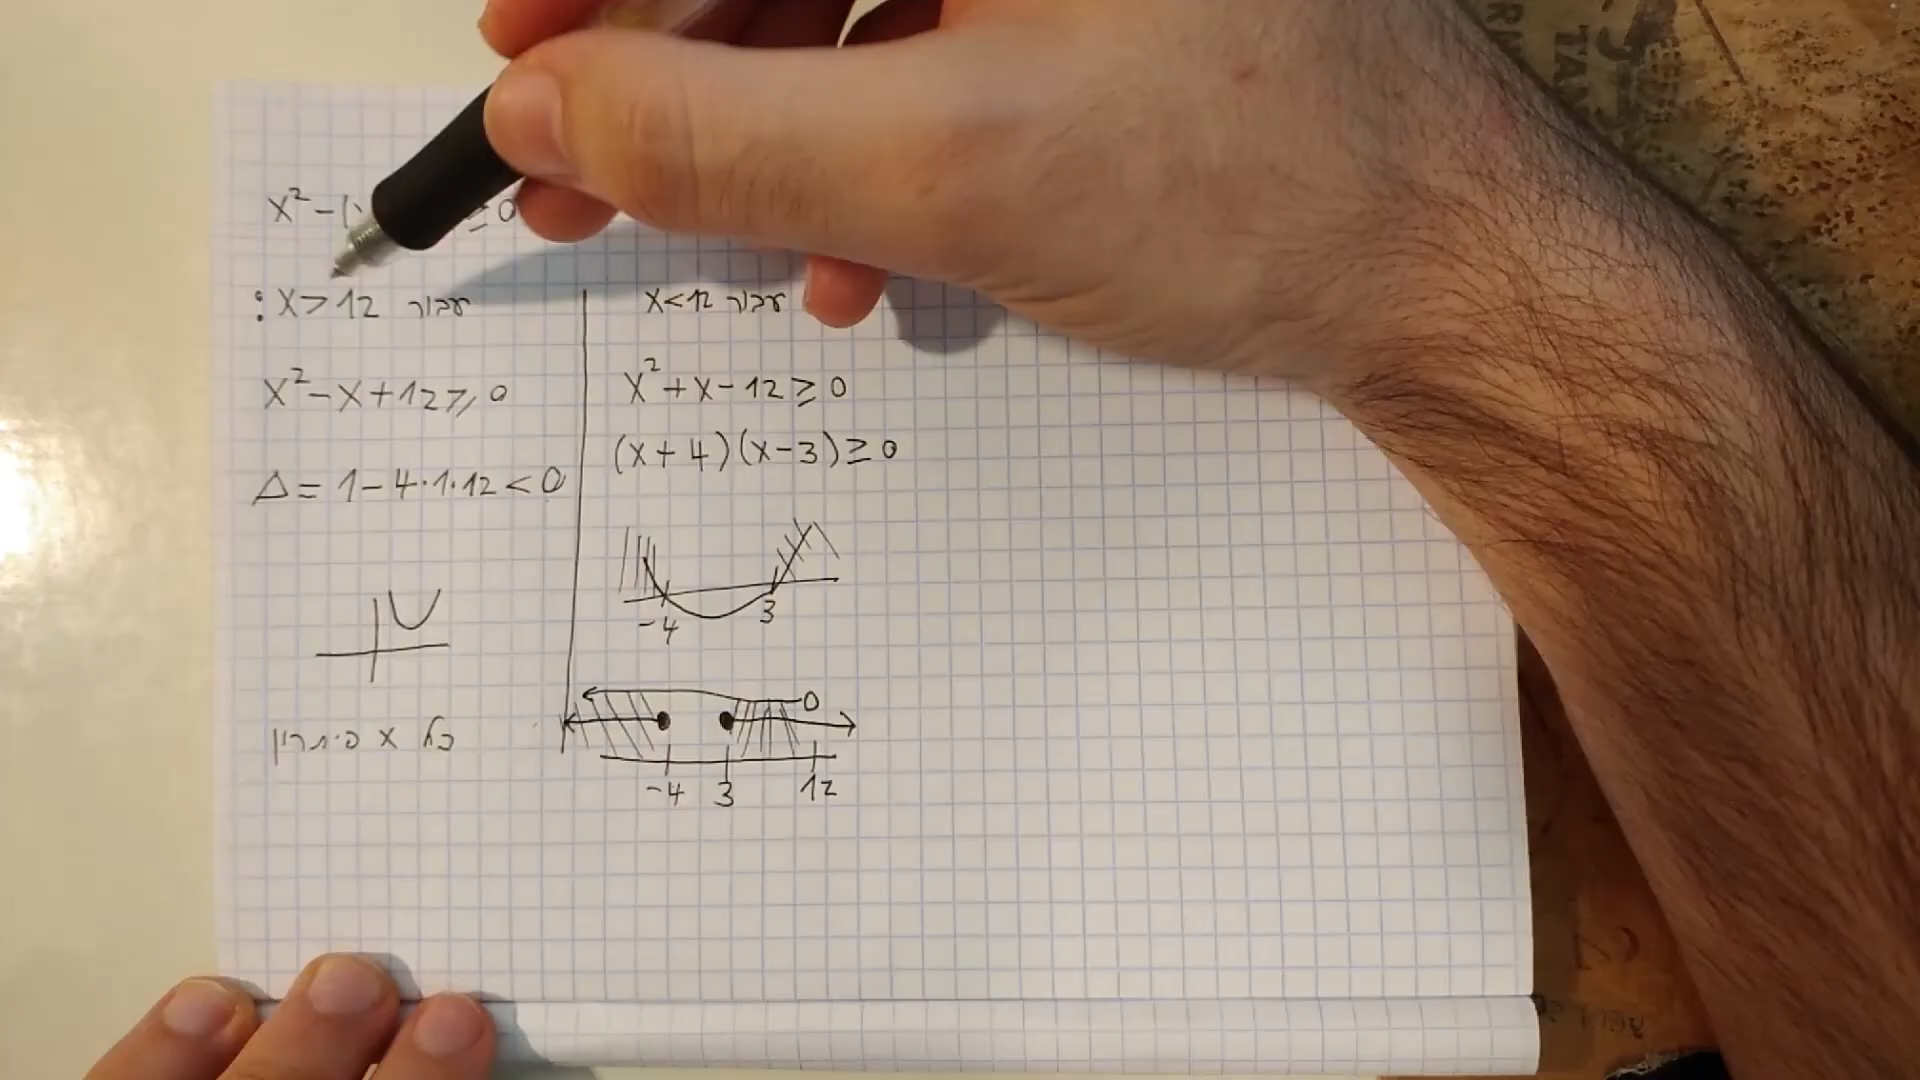 x² - | ≥ 0
עבור x > 12 :
x² - x + 12 ≥ 0
Δ = 1 - 4·1·12 < 0
כל x פיתרון
עבור x < 12
x² + x - 12 ≥ 0
(x + 4)(x - 3) ≥ 0
-4 3
-4 3 12